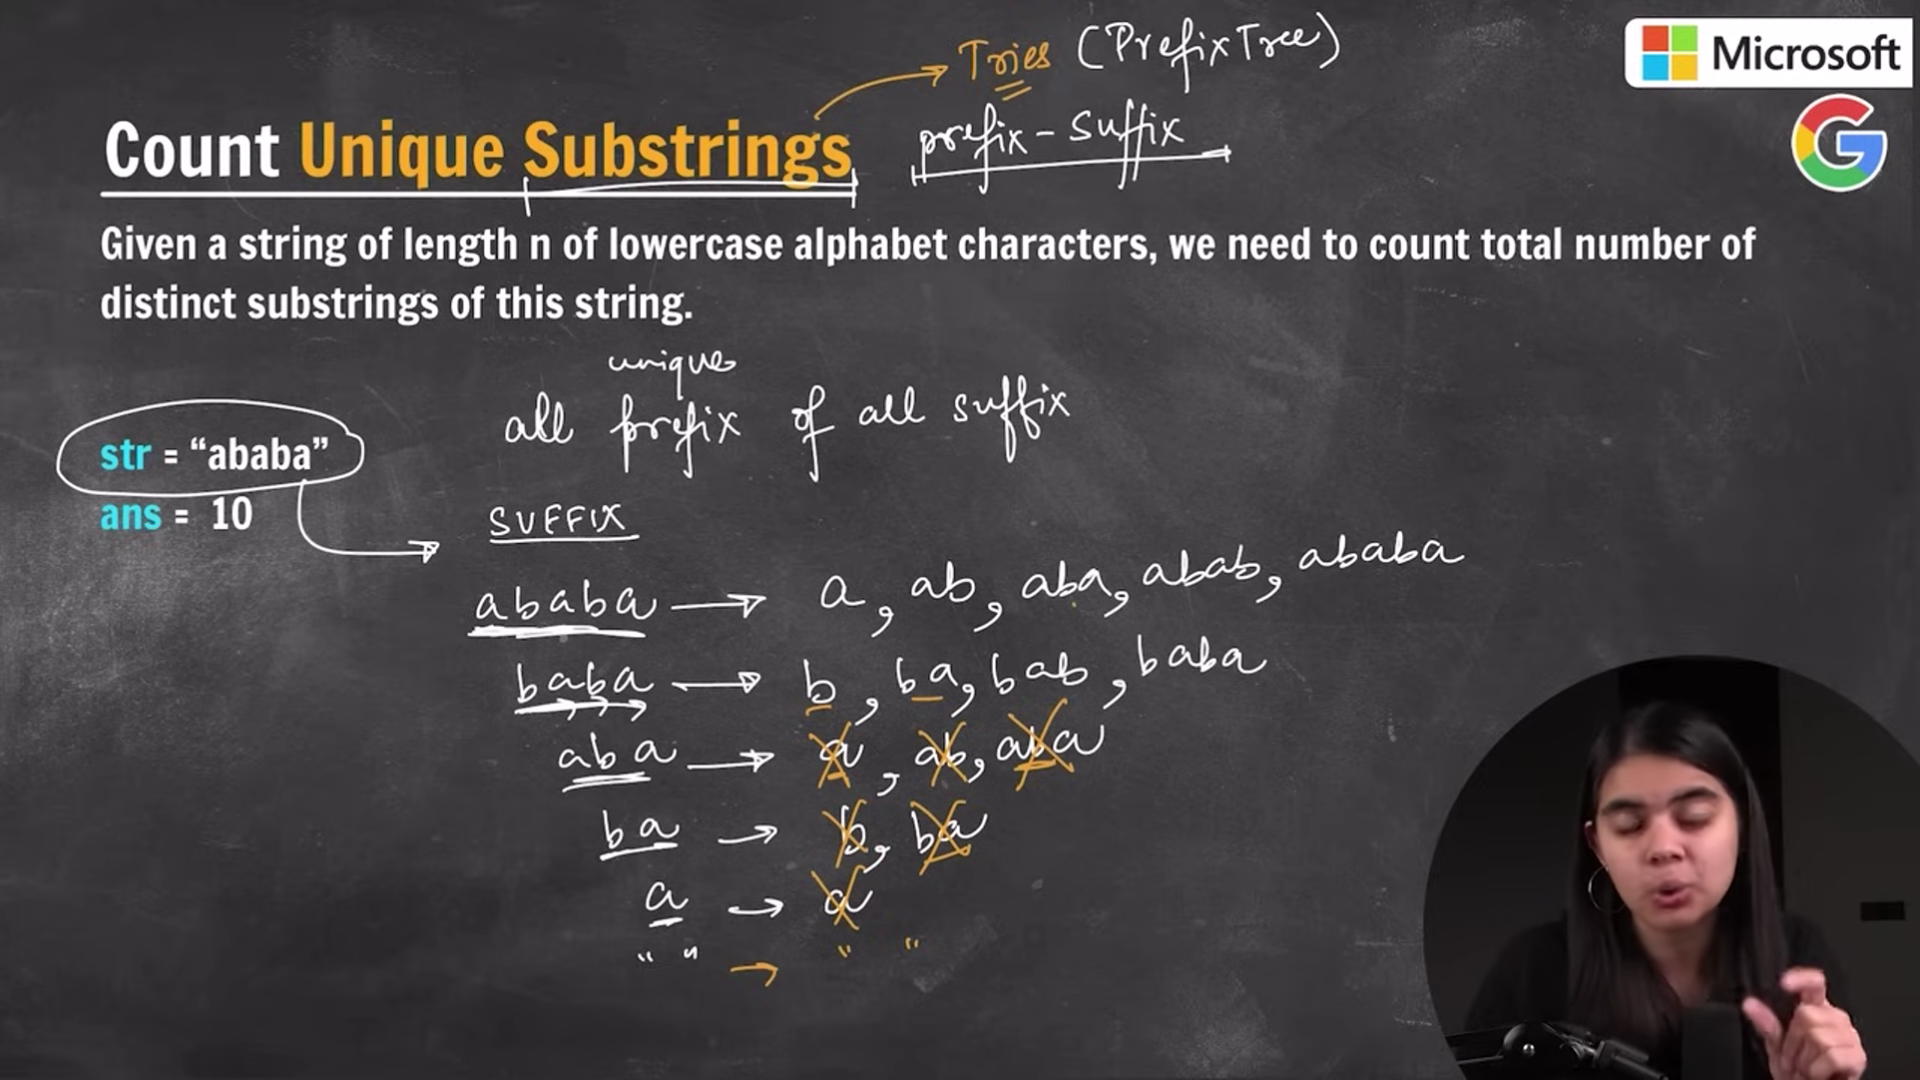 Tries (Prefix Tree)
Microsoft
Count Unique Substrings
prefix - suffix
Given a string of length n of lowercase alphabet characters, we need to count total number of
distinct substrings of this string.
unique
all prefix of all suffix
str = “ababa”
ans = 10
SUFFIX
ababa → a, ab, aba, abab, ababa
baba → b, ba, bab, baba
aba → a, ab, aba
ba → b, ba
a → a
“ ” → “ ”